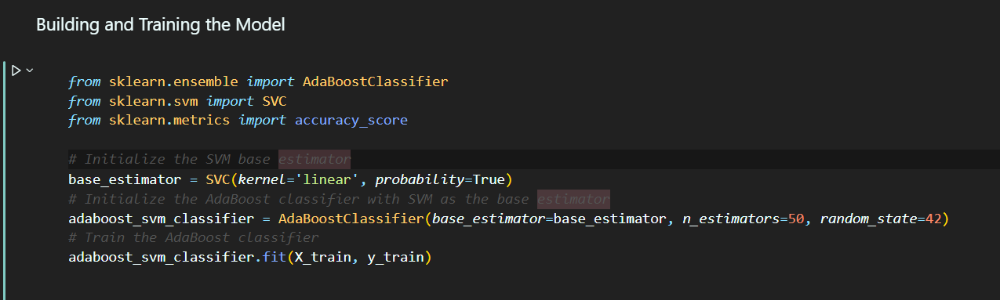 Building and Training the Model
from sklearn.ensemble import AdaBoostClassifier
from sklearn.svm import SVC
from sklearn.metrics import accuracy_score
# Initialize the SVM base estimator
base_estimator = SVC(kernel='linear', probability=True)
# Initialize the AdaBoost classifier with SVM as the base estimator
adaboost_svm_classifier = AdaBoostClassifier(base_estimator=base_estimator, n_estimators=50, random_state=42)
# Train the AdaBoost classifier
adaboost_svm_classifier.fit(X_train, y_train)